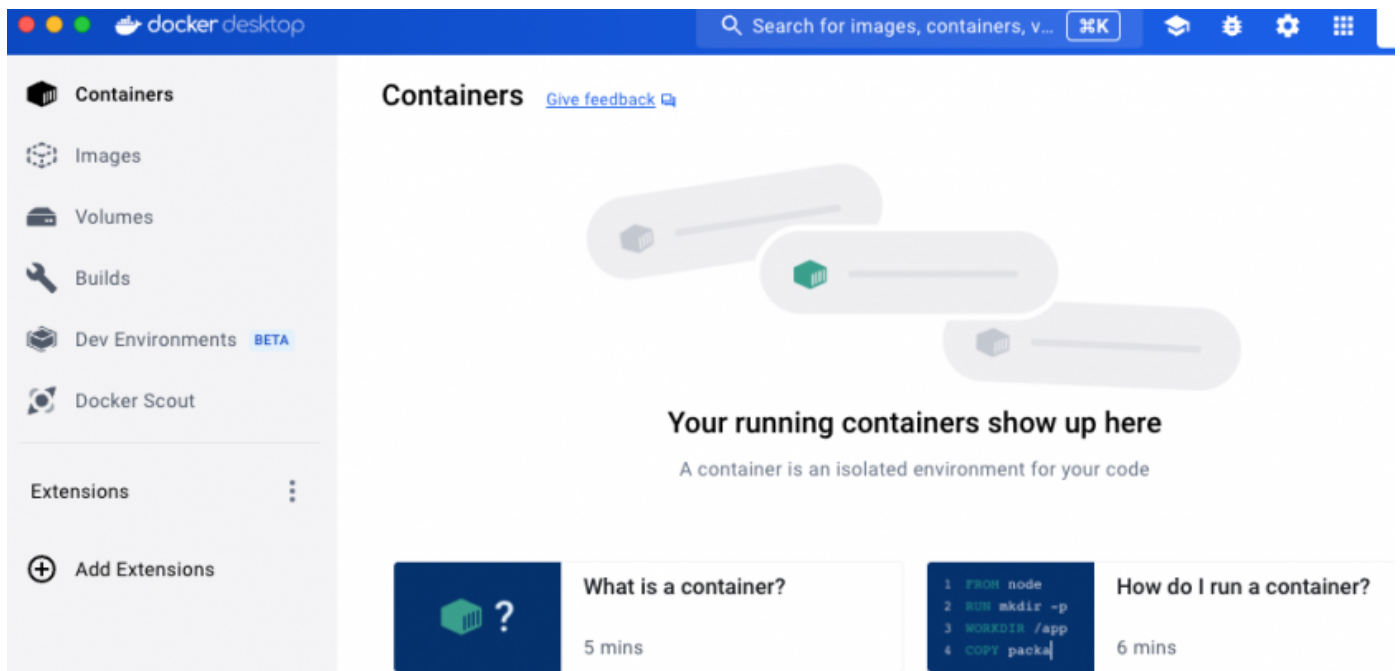 docker desktop
Search for images, containers, v... ⌘K
Containers
Images
Volumes
Builds
Dev Environments BETA
Docker Scout
Extensions
Add Extensions
Containers Give feedback
Your running containers show up here
A container is an isolated environment for your code
?
What is a container?
5 mins
1 FROM node
2 RUN mkdir -p
3 WORKDIR /app
4 COPY packa
How do I run a container?
6 mins